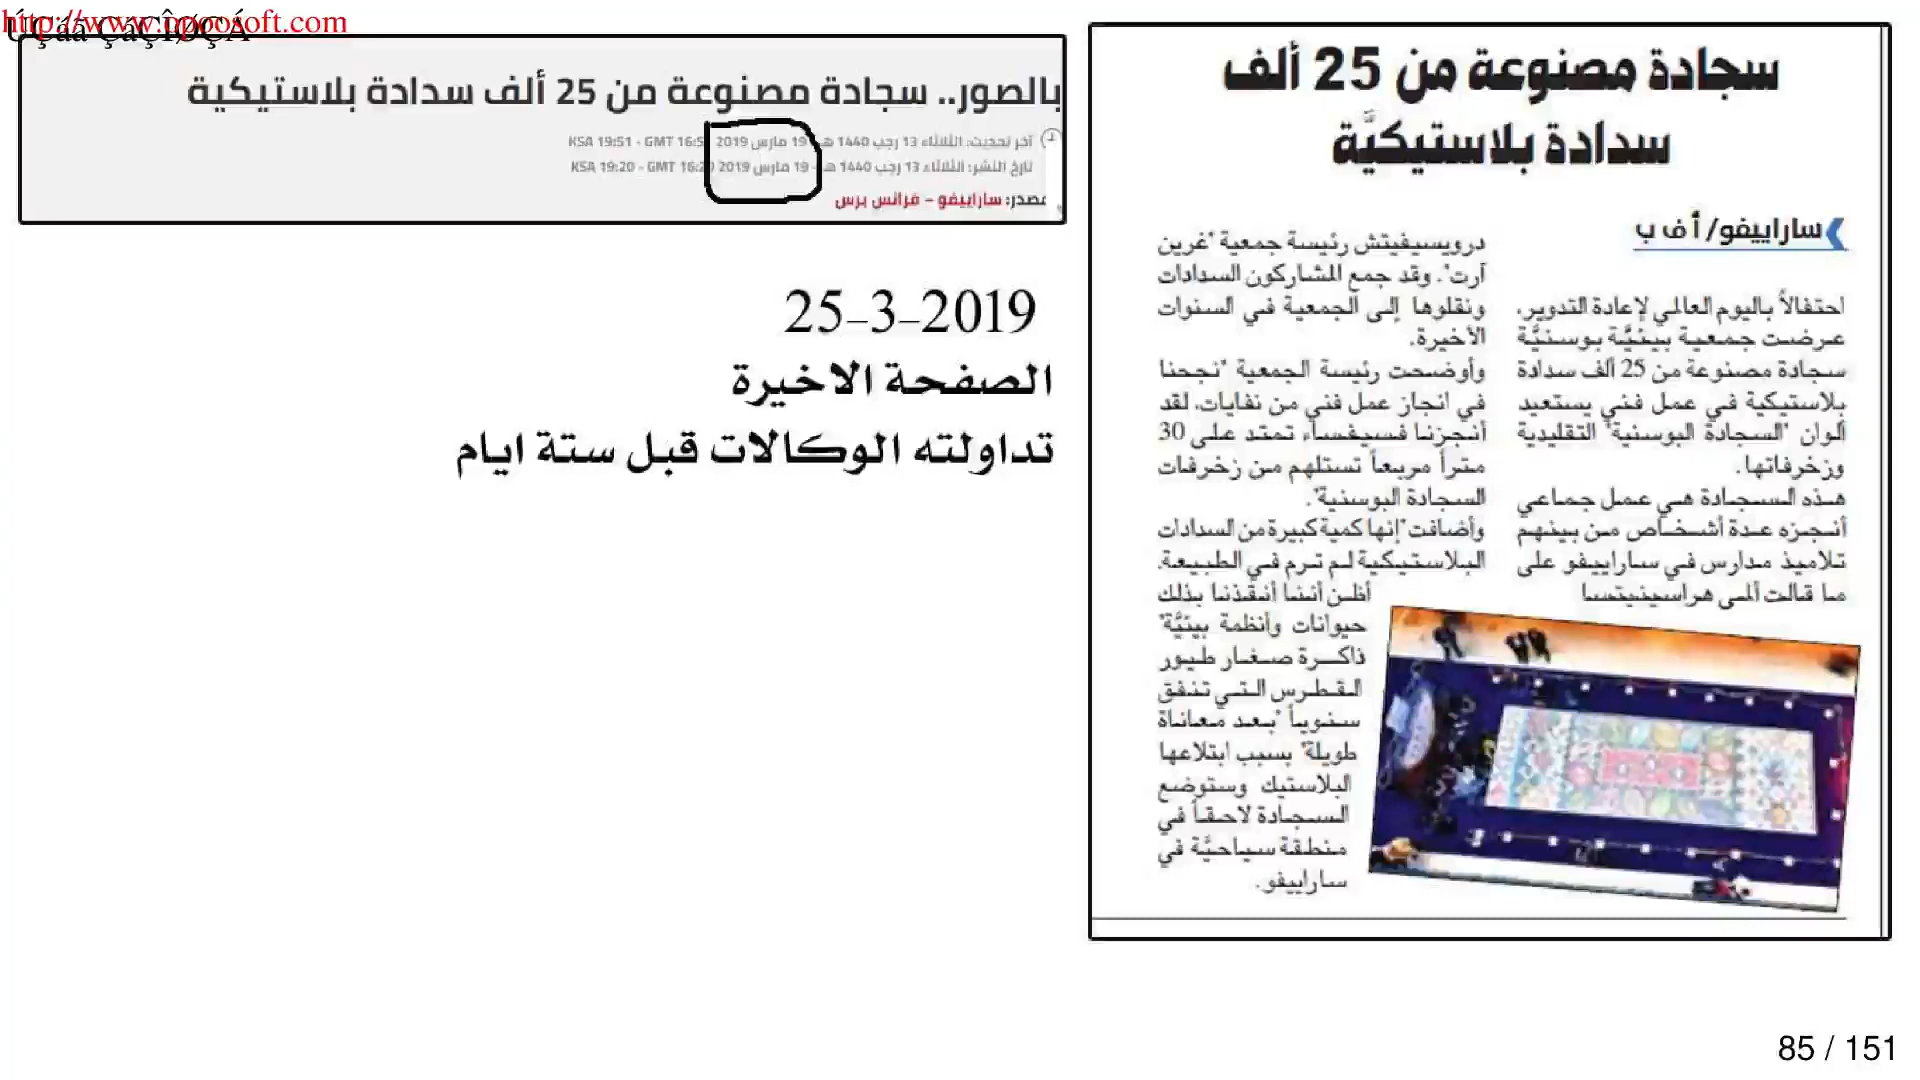 http://www.oposoft.com
بالصور.. سجادة مصنوعة من 25 ألف سدادة بلاستيكية
آخر تحديث: الثلاثاء 13 رجب 1440 هـ - 19 مارس 2019 KSA 19:51 - GMT 16:5
تاريخ النشر: الثلاثاء 13 رجب 1440 هـ - 19 مارس 2019 KSA 19:20 - GMT 16:2
مصدر: سراييفو – فرانس برس
25-3-2019
الصفحة الاخيرة
تداولته الوكالات قبل ستة ايام
سجادة مصنوعة من 25 ألف
سدادة بلاستيكيَّة
ساراييفو/ أ ف ب
احتفالاً باليوم العالمي لإعادة التدوير،
عرضت جمعية بيئيَّة بوسنيَّة
سجادة مصنوعة من 25 ألف سدادة
بلاستيكية في عمل فني يستعيد
ألوان "السجادة البوسنية" التقليدية
وزخرفاتها.
هذه السجادة هي عمل جماعي
أنجزه عدة أشخاص من بينهم
تلاميذ مدارس في ساراييفو على
ما قالت ألمى هراسينيتسا
درويسيفيتش رئيسة جمعية "غرين
آرت". وقد جمع المشاركون السدادات
ونقلوها إلى الجمعية في السنوات
الأخيرة.
وأوضحت رئيسة الجمعية "نجحنا
في انجاز عمل فني من نفايات. لقد
أنجزنا فسيفساء تمتد على 30
متراً مربعاً تستلهم من زخرفات
السجادة البوسنية".
وأضافت "إنها كمية كبيرة من السدادات
البلاستيكية لم ترم في الطبيعة.
أظن أننا أنقذنا بذلك
حيوانات وأنظمة بيئيَّة"
ذاكرة صغار طيور
القطرس التي تنفق
سنوياً "بعد معاناة
طويلة" بسبب ابتلاعها
البلاستيك وستوضع
السجادة لاحقاً في
منطقة سياحيَّة في
ساراييفو.
85 / 151